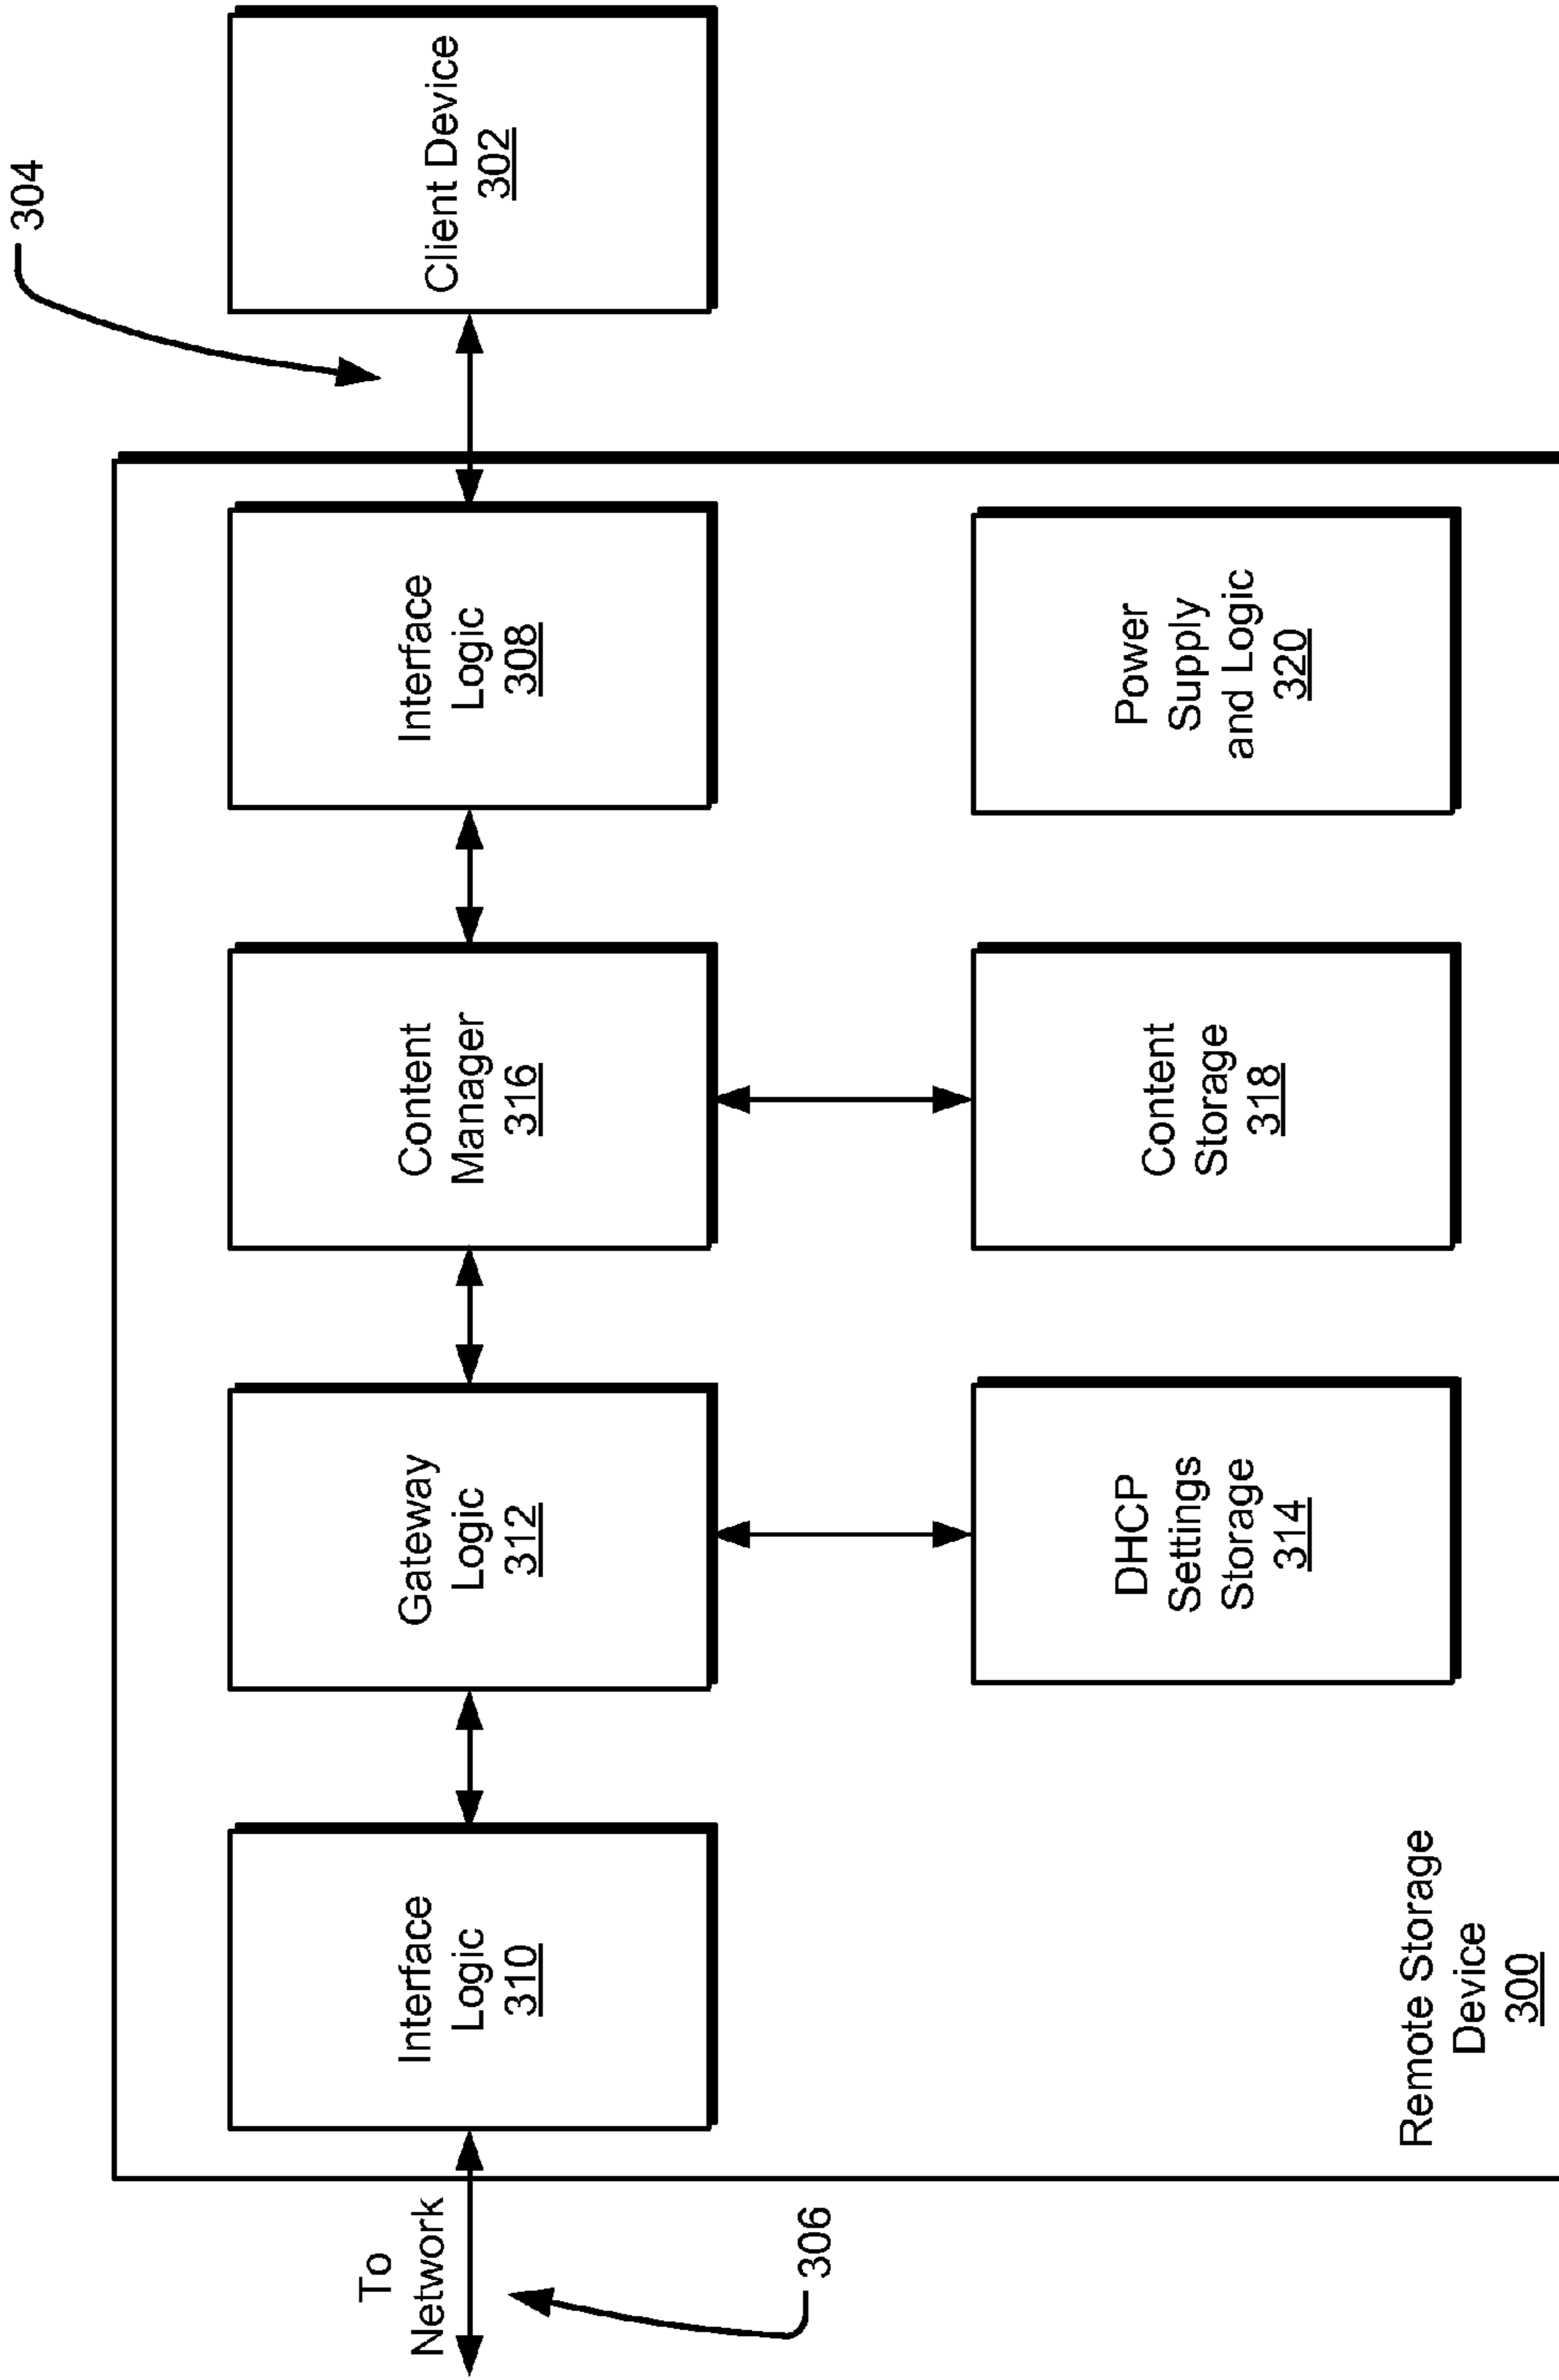 To
Network
306
Interface
Logic
310
Gateway
Logic
312
Content
Manager
316
Interface
Logic
308
304
Client Device
302
DHCP
Settings
Storage
314
Content
Storage
318
Power
Supply
and Logic
320
Remote Storage
Device
300